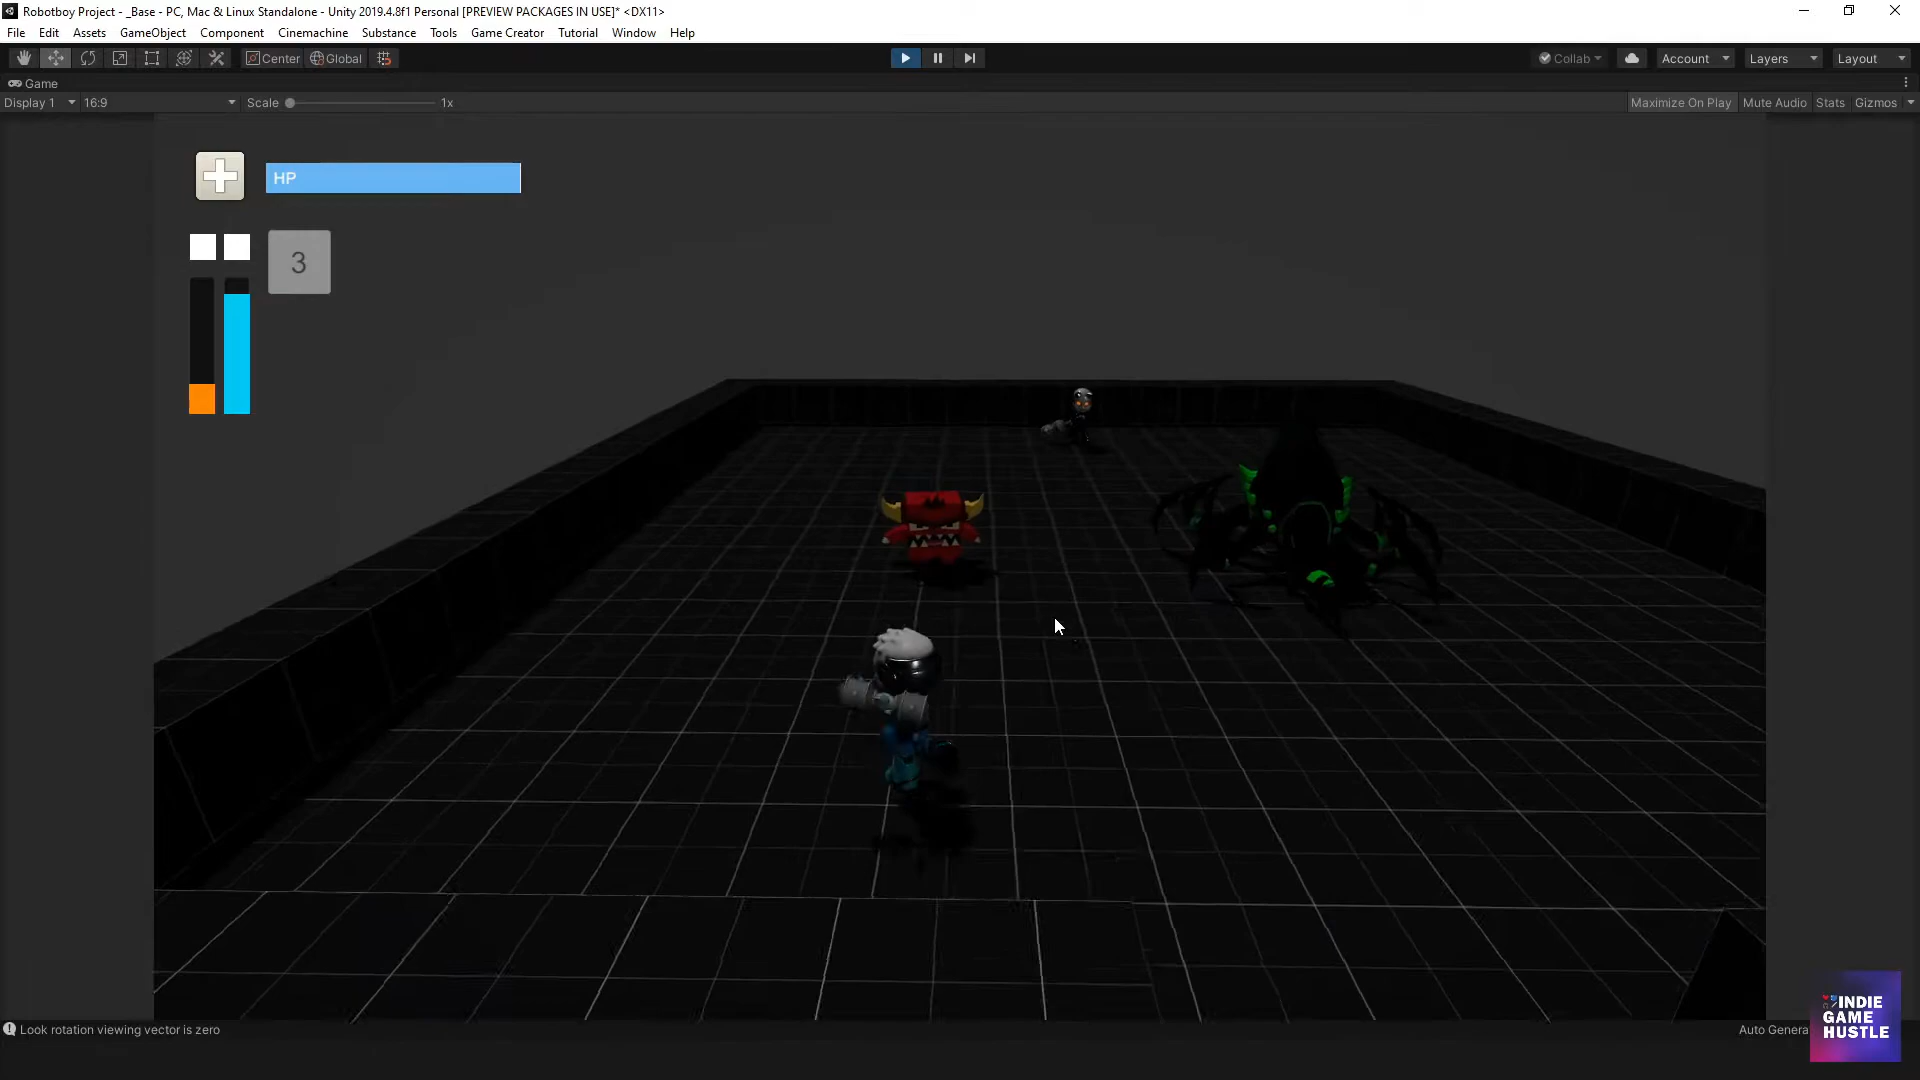 Robotboy Project - _Base - PC, Mac & Linux Standalone - Unity 2019.4.8f1 Personal [PREVIEW PACKAGES IN USE]* <DX11>
File Edit Assets GameObject Component Cinemachine Substance Tools Game Creator Tutorial Window Help
Center Global Collab Account Layers Layout
Game
Display 1 16:9 Scale 1x Maximize On Play Mute Audio Stats Gizmos
HP
3
Look rotation viewing vector is zero
Auto Genera
INDIE
GAME
HUSTLE